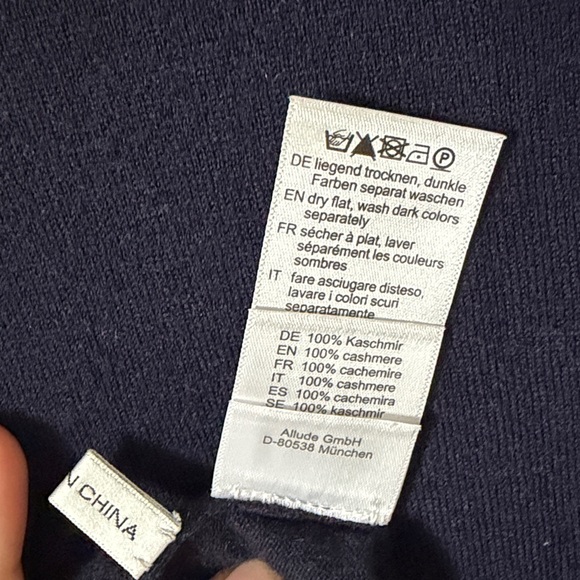 DE liegend trocknen, dunkle
Farben separat waschen
EN dry flat, wash dark colors
separately
FR sécher à plat, laver
séparément les couleurs
sombres
IT fare asciugare disteso,
lavare i colori scuri
separatamente
DE 100% Kaschmir
EN 100% cashmere
FR 100% cachemire
IT 100% cashmere
ES 100% cachemira
SE 100% kaschmir
Allude GmbH
D-80538 München
N CHINA